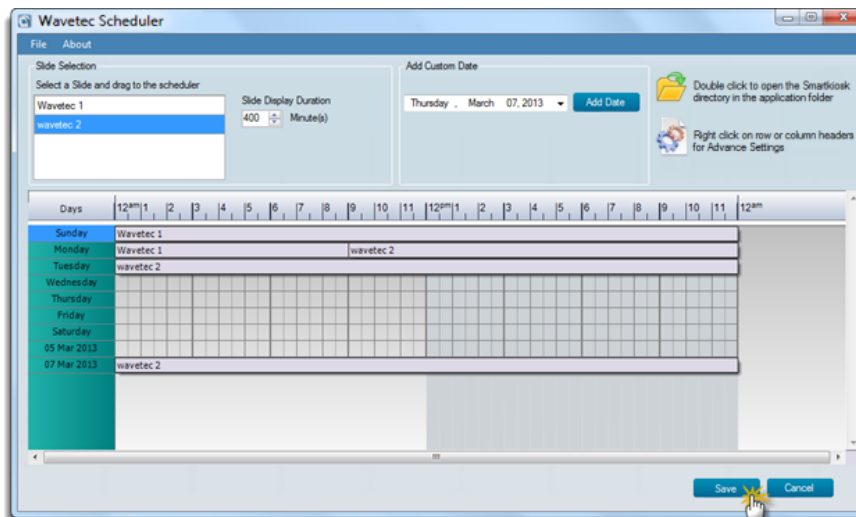 Wavetec Scheduler
File About
Slide Selection
Select a Slide and drag to the scheduler
Wavetec 1
wavetec 2
Slide Display Duration
400 Minute(s)
Add Custom Date
Thursday , March 07, 2013 Add Date
Double click to open the Smartkiosk
directory in the application folder
Right click on row or column headers
for Advance Settings
Days 12am 1 2 3 4 5 6 7 8 9 10 11 12pm 1 2 3 4 5 6 7 8 9 10 11 12am
Sunday Wavetec 1
Monday Wavetec 1 wavetec 2
Tuesday wavetec 2
Wednesday
Thursday
Friday
Saturday
05 Mar 2013
07 Mar 2013 wavetec 2
Save Cancel